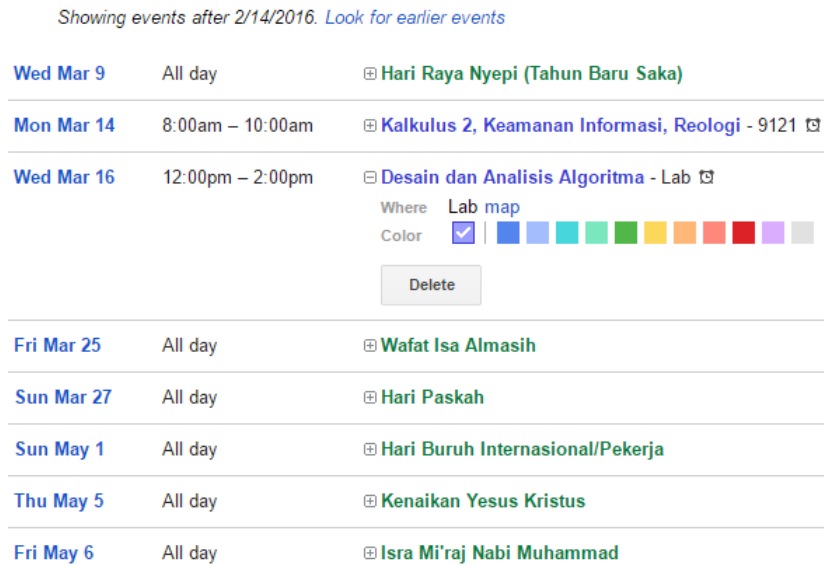 Showing events after 2/14/2016. Look for earlier events
Wed Mar 9 All day Hari Raya Nyepi (Tahun Baru Saka)
Mon Mar 14 8:00am – 10:00am Kalkulus 2, Keamanan Informasi, Reologi - 9121
Wed Mar 16 12:00pm – 2:00pm Desain dan Analisis Algoritma - Lab
Where Lab map
Color
Delete
Fri Mar 25 All day Wafat Isa Almasih
Sun Mar 27 All day Hari Paskah
Sun May 1 All day Hari Buruh Internasional/Pekerja
Thu May 5 All day Kenaikan Yesus Kristus
Fri May 6 All day Isra Mi'raj Nabi Muhammad